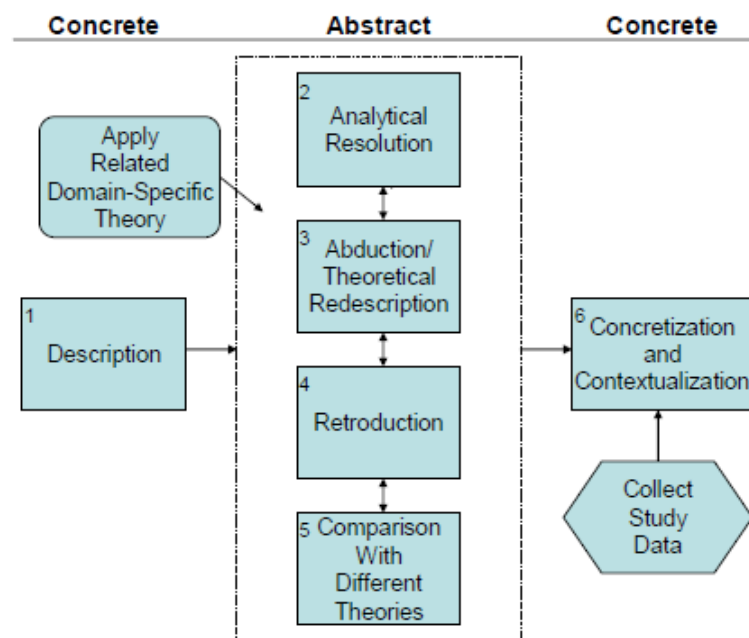 Concrete
Abstract
Concrete
Apply
Related
Domain-Specific
Theory
1
Description
2
Analytical
Resolution
3
Abduction/
Theoretical
Redescription
4
Retroduction
5
Comparison
With
Different
Theories
6
Concretization
and
Contextualization
Collect
Study
Data